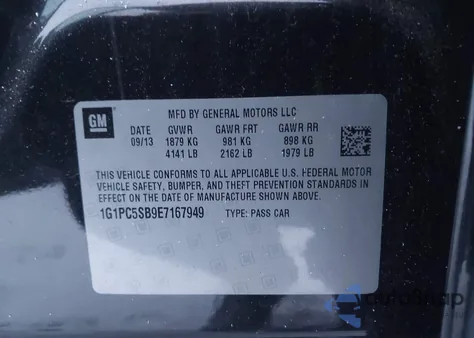 GM
MFD BY GENERAL MOTORS LLC
DATE GVWR GAWR FRT GAWR RR
09/13 1879 KG 981 KG 898 KG
4141 LB 2162 LB 1979 LB
THIS VEHICLE CONFORMS TO ALL APPLICABLE U.S. FEDERAL MOTOR
VEHICLE SAFETY, BUMPER, AND THEFT PREVENTION STANDARDS IN
EFFECT ON THE DATE OF MANUFACTURE SHOWN ABOVE.
1G1PC5SB9E7167949 TYPE: PASS CAR